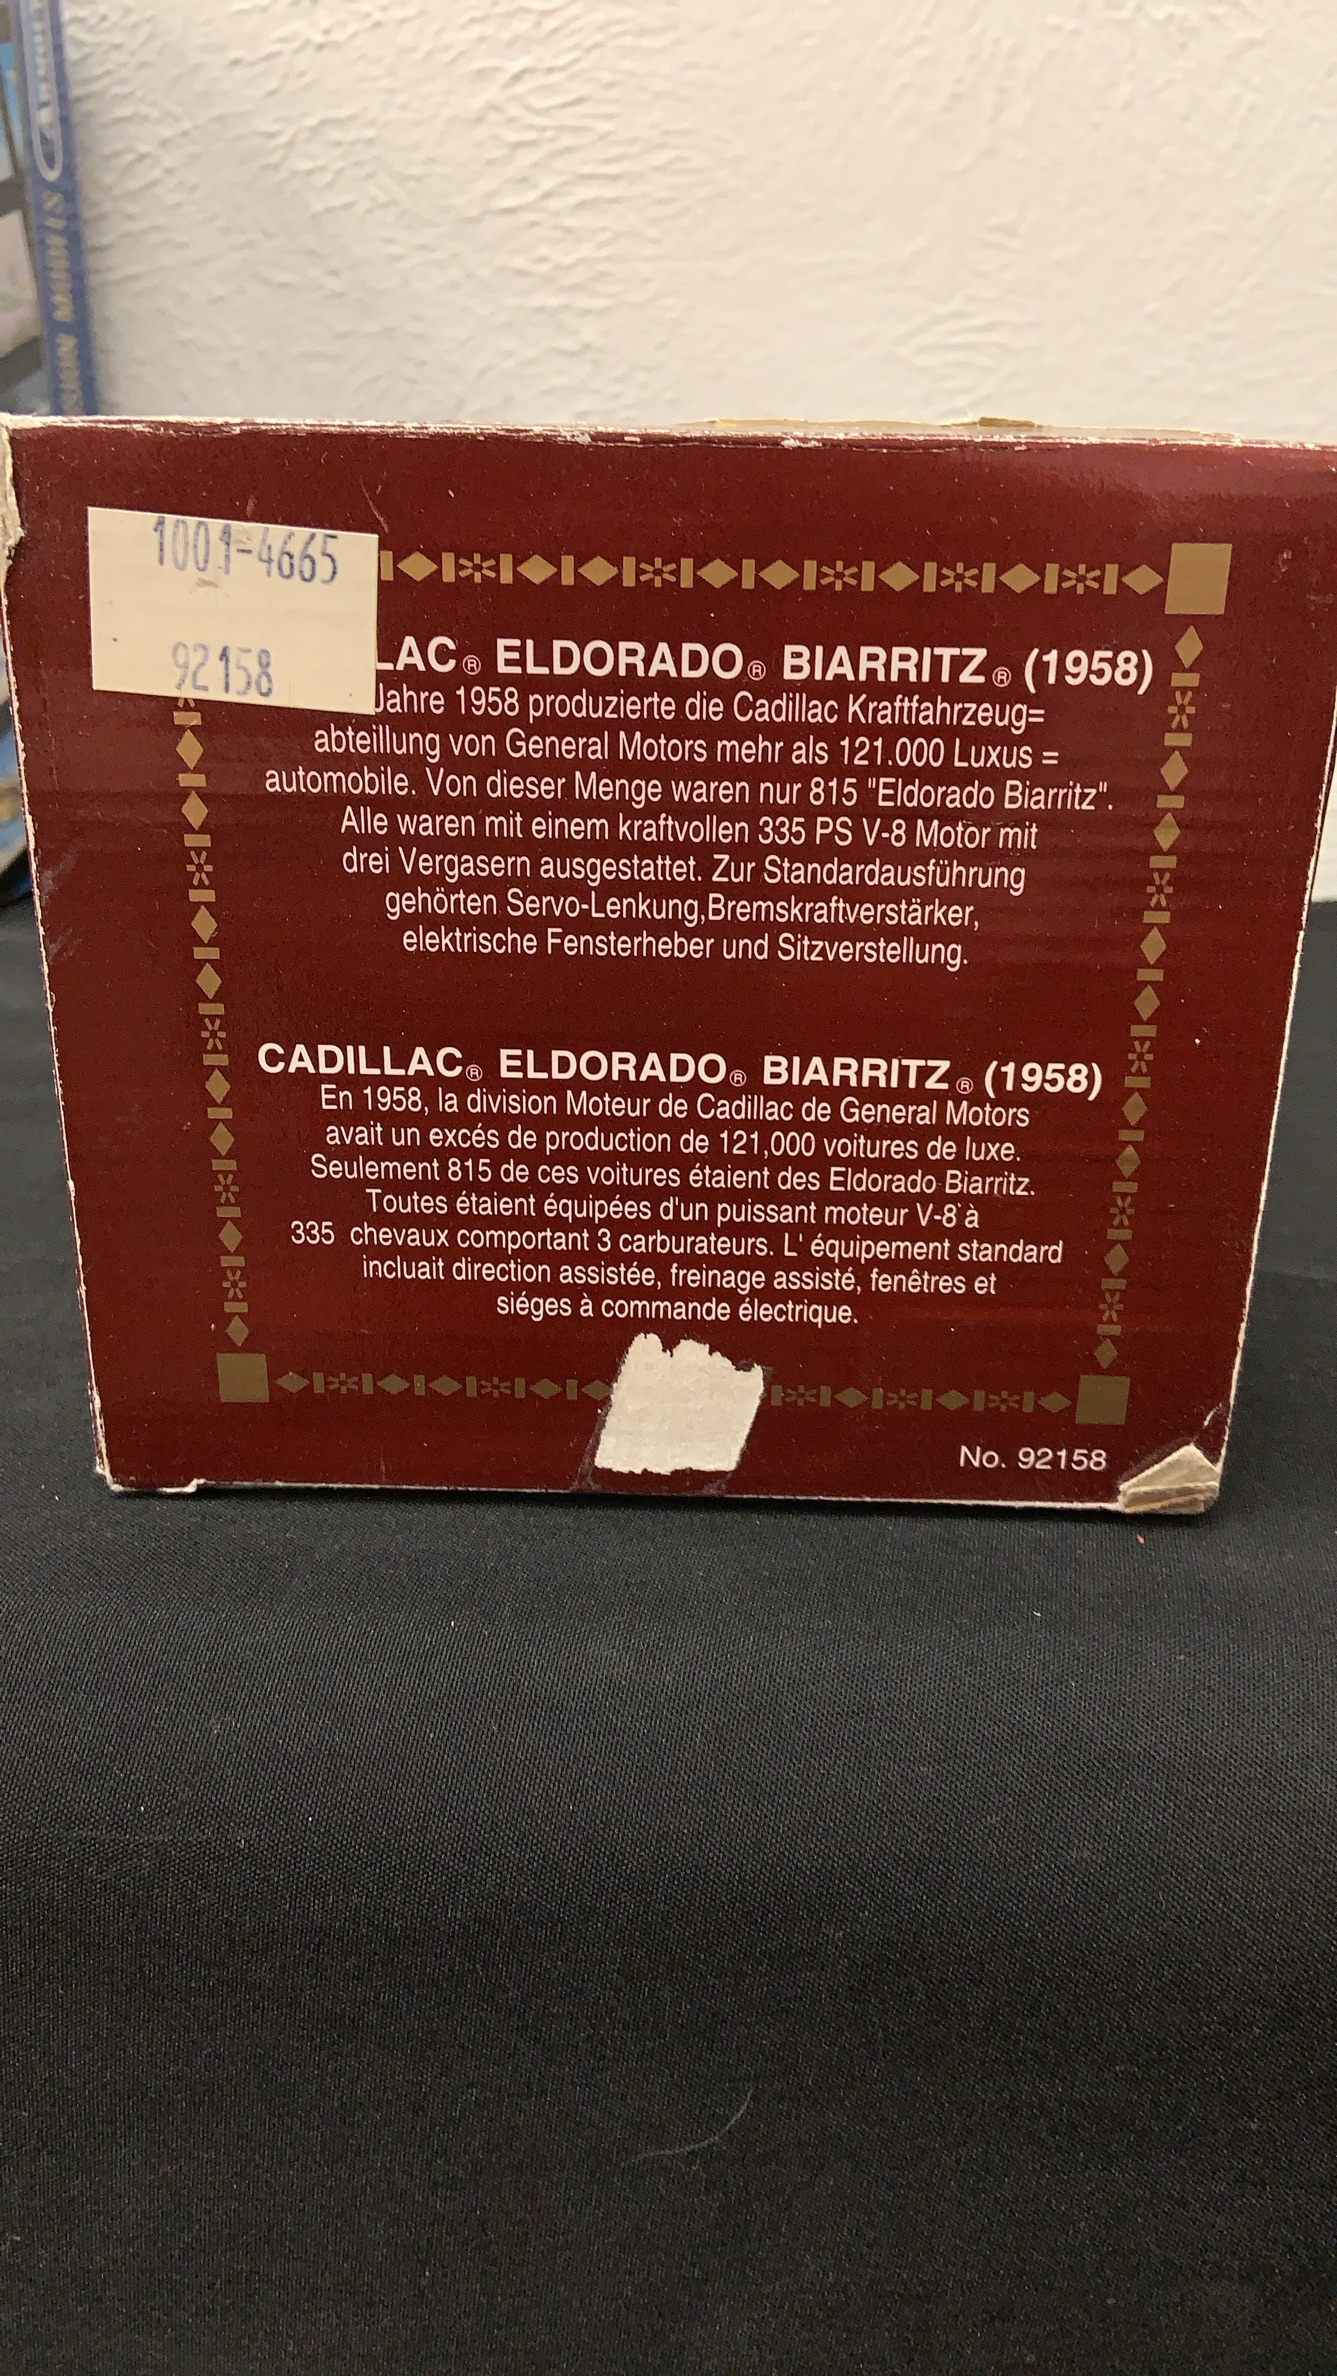 1001-4665
92158
LAC® ELDORADO® BIARRITZ® (1958)
Jahre 1958 produzierte die Cadillac Kraftfahrzeug=
abteillung von General Motors mehr als 121.000 Luxus =
automobile. Von dieser Menge waren nur 815 "Eldorado Biarritz".
Alle waren mit einem kraftvollen 335 PS V-8 Motor mit
drei Vergasern ausgestattet. Zur Standardausführung
gehörten Servo-Lenkung,Bremskraftverstärker,
elektrische Fensterheber und Sitzverstellung.
CADILLAC® ELDORADO® BIARRITZ® (1958)
En 1958, la division Moteur de Cadillac de General Motors
avait un excés de production de 121,000 voitures de luxe.
Seulement 815 de ces voitures étaient des Eldorado Biarritz.
Toutes étaient équipées d'un puissant moteur V-8 à
335 chevaux comportant 3 carburateurs. L' équipement standard
incluait direction assistée, freinage assisté, fenêtres et
siéges à commande électrique.
No. 92158